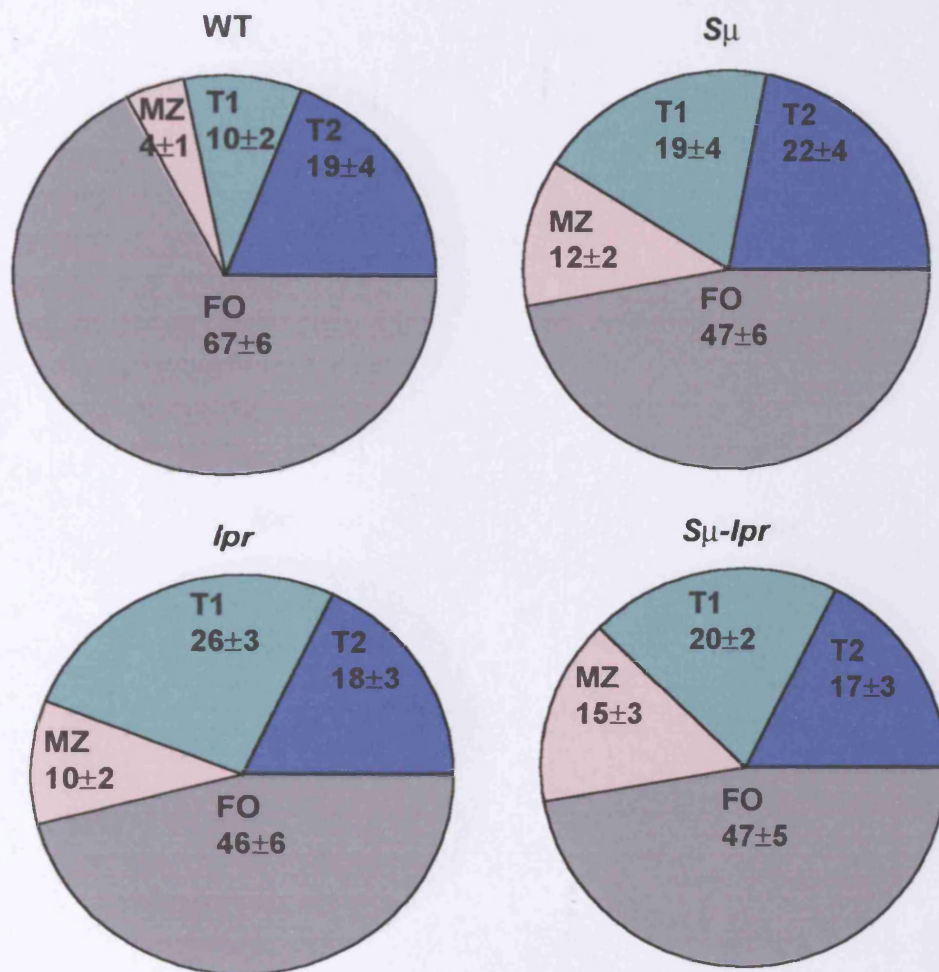 WT
MZ
4±1
T1
10±2
T2
19±4
FO
67±6
Sµ
T1
19±4
T2
22±4
MZ
12±2
FO
47±6
lpr
T1
26±3
T2
18±3
MZ
10±2
FO
46±6
Sµ-lpr
T1
20±2
T2
17±3
MZ
15±3
FO
47±5